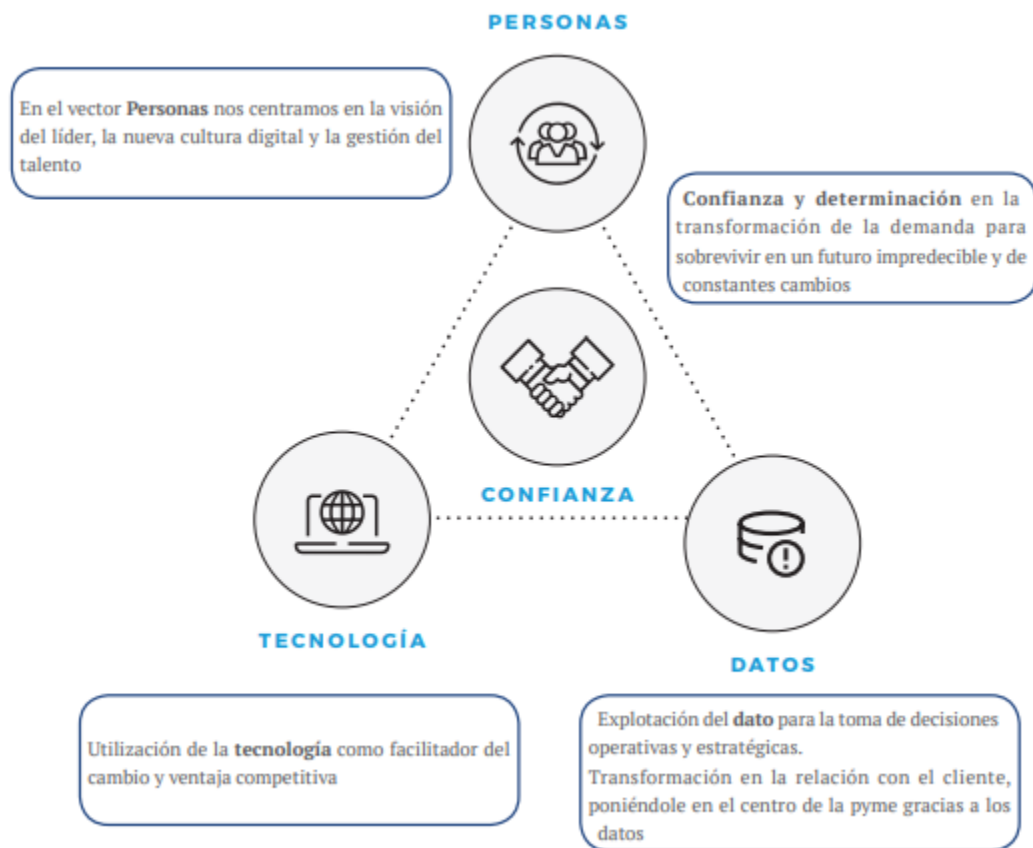 PERSONAS
En el vector Personas nos centramos en la visión
del líder, la nueva cultura digital y la gestión del
talento
Confianza y determinación en la
transformación de la demanda para
sobrevivir en un futuro impredecible y de
constantes cambios
CONFIANZA
TECNOLOGÍA
DATOS
Utilización de la tecnología como facilitador del
cambio y ventaja competitiva
Explotación del dato para la toma de decisiones
operativas y estratégicas.
Transformación en la relación con el cliente,
poniéndole en el centro de la pyme gracias a los
datos